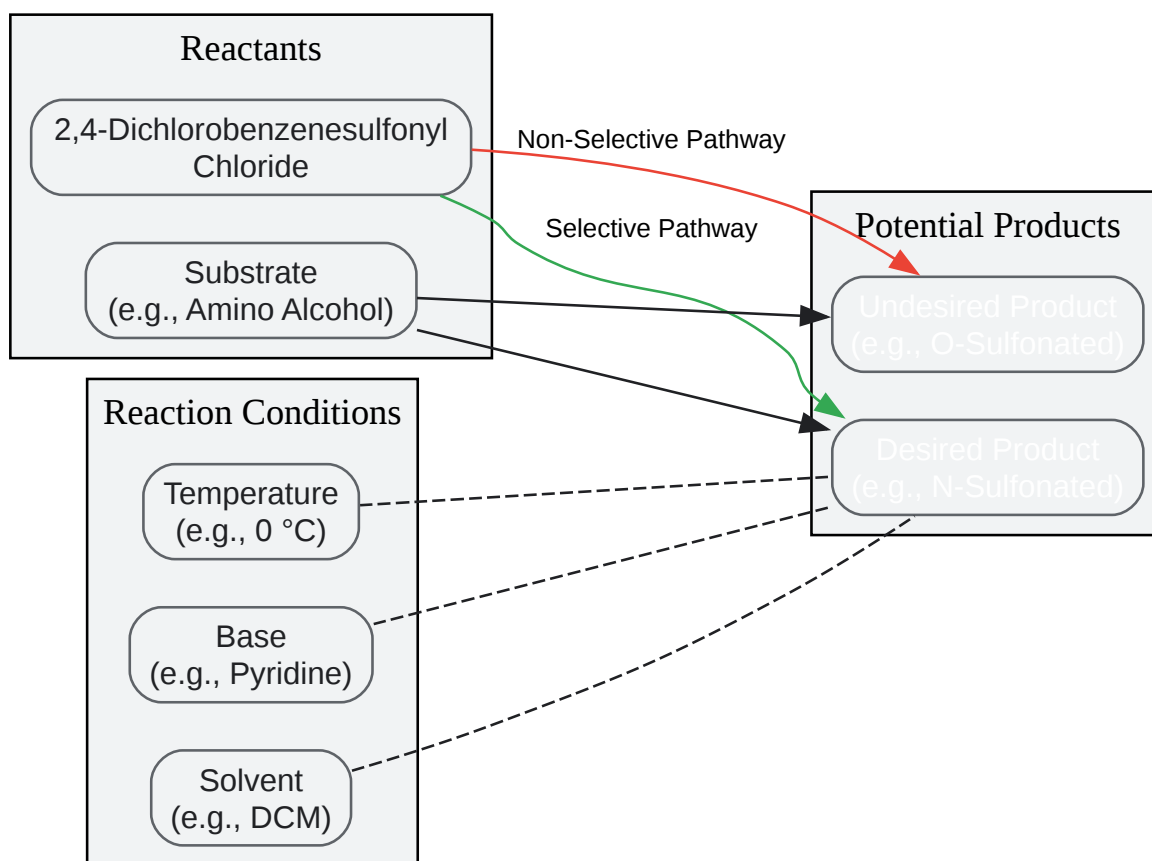 Reactants
2,4-Dichlorobenzenesulfonyl
Chloride
Substrate
(e.g., Amino Alcohol)
Non-Selective Pathway
Selective Pathway
Potential Products
Undesired Product
(e.g., O-Sulfonated)
Desired Product
(e.g., N-Sulfonated)
Reaction Conditions
Temperature
(e.g., 0 °C)
Base
(e.g., Pyridine)
Solvent
(e.g., DCM)